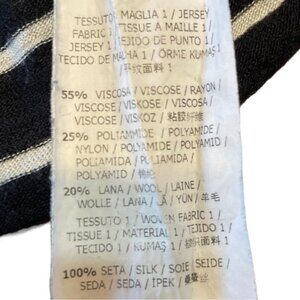 TESSUTO MAGLIA 1 / JERSEY
FABRIC 1 / TISSUE A MAILLE 1 /
JERSEY 1 / TEJIDO DE PUNTO 1 /
TECIDO DE MALHA 1 / ÖRME KUMAŞ
1 / 针纹面料 1
55% VISCOSA / VISCOSE / RAYON /
VISCOSE / VISKOSE / VISCOSA /
VISCOSE / VISKOZ / 粘胶纤维
25% POLIAMMIDE / POLYAMIDE /
NYLON / POLYAMIDE / POLYAMID /
POLIAMIDA / PULIAMIDA /
POLYAMID / 锦纶
20% LANA / WOOL / LAINE /
WOLLE / LANA / LÃ / YÜN / 羊毛
TESSUTO 1 / WOVEN FABRIC 1 /
TISSUE 1 / MATERIAL 1 / TEJIDO 1 /
TECIDO 1 / KUMAŞ 1 / 织面料 1
100% SETA / SILK / SOIE / SEIDE /
SEDA / SEDA / İPEK / 桑蚕丝